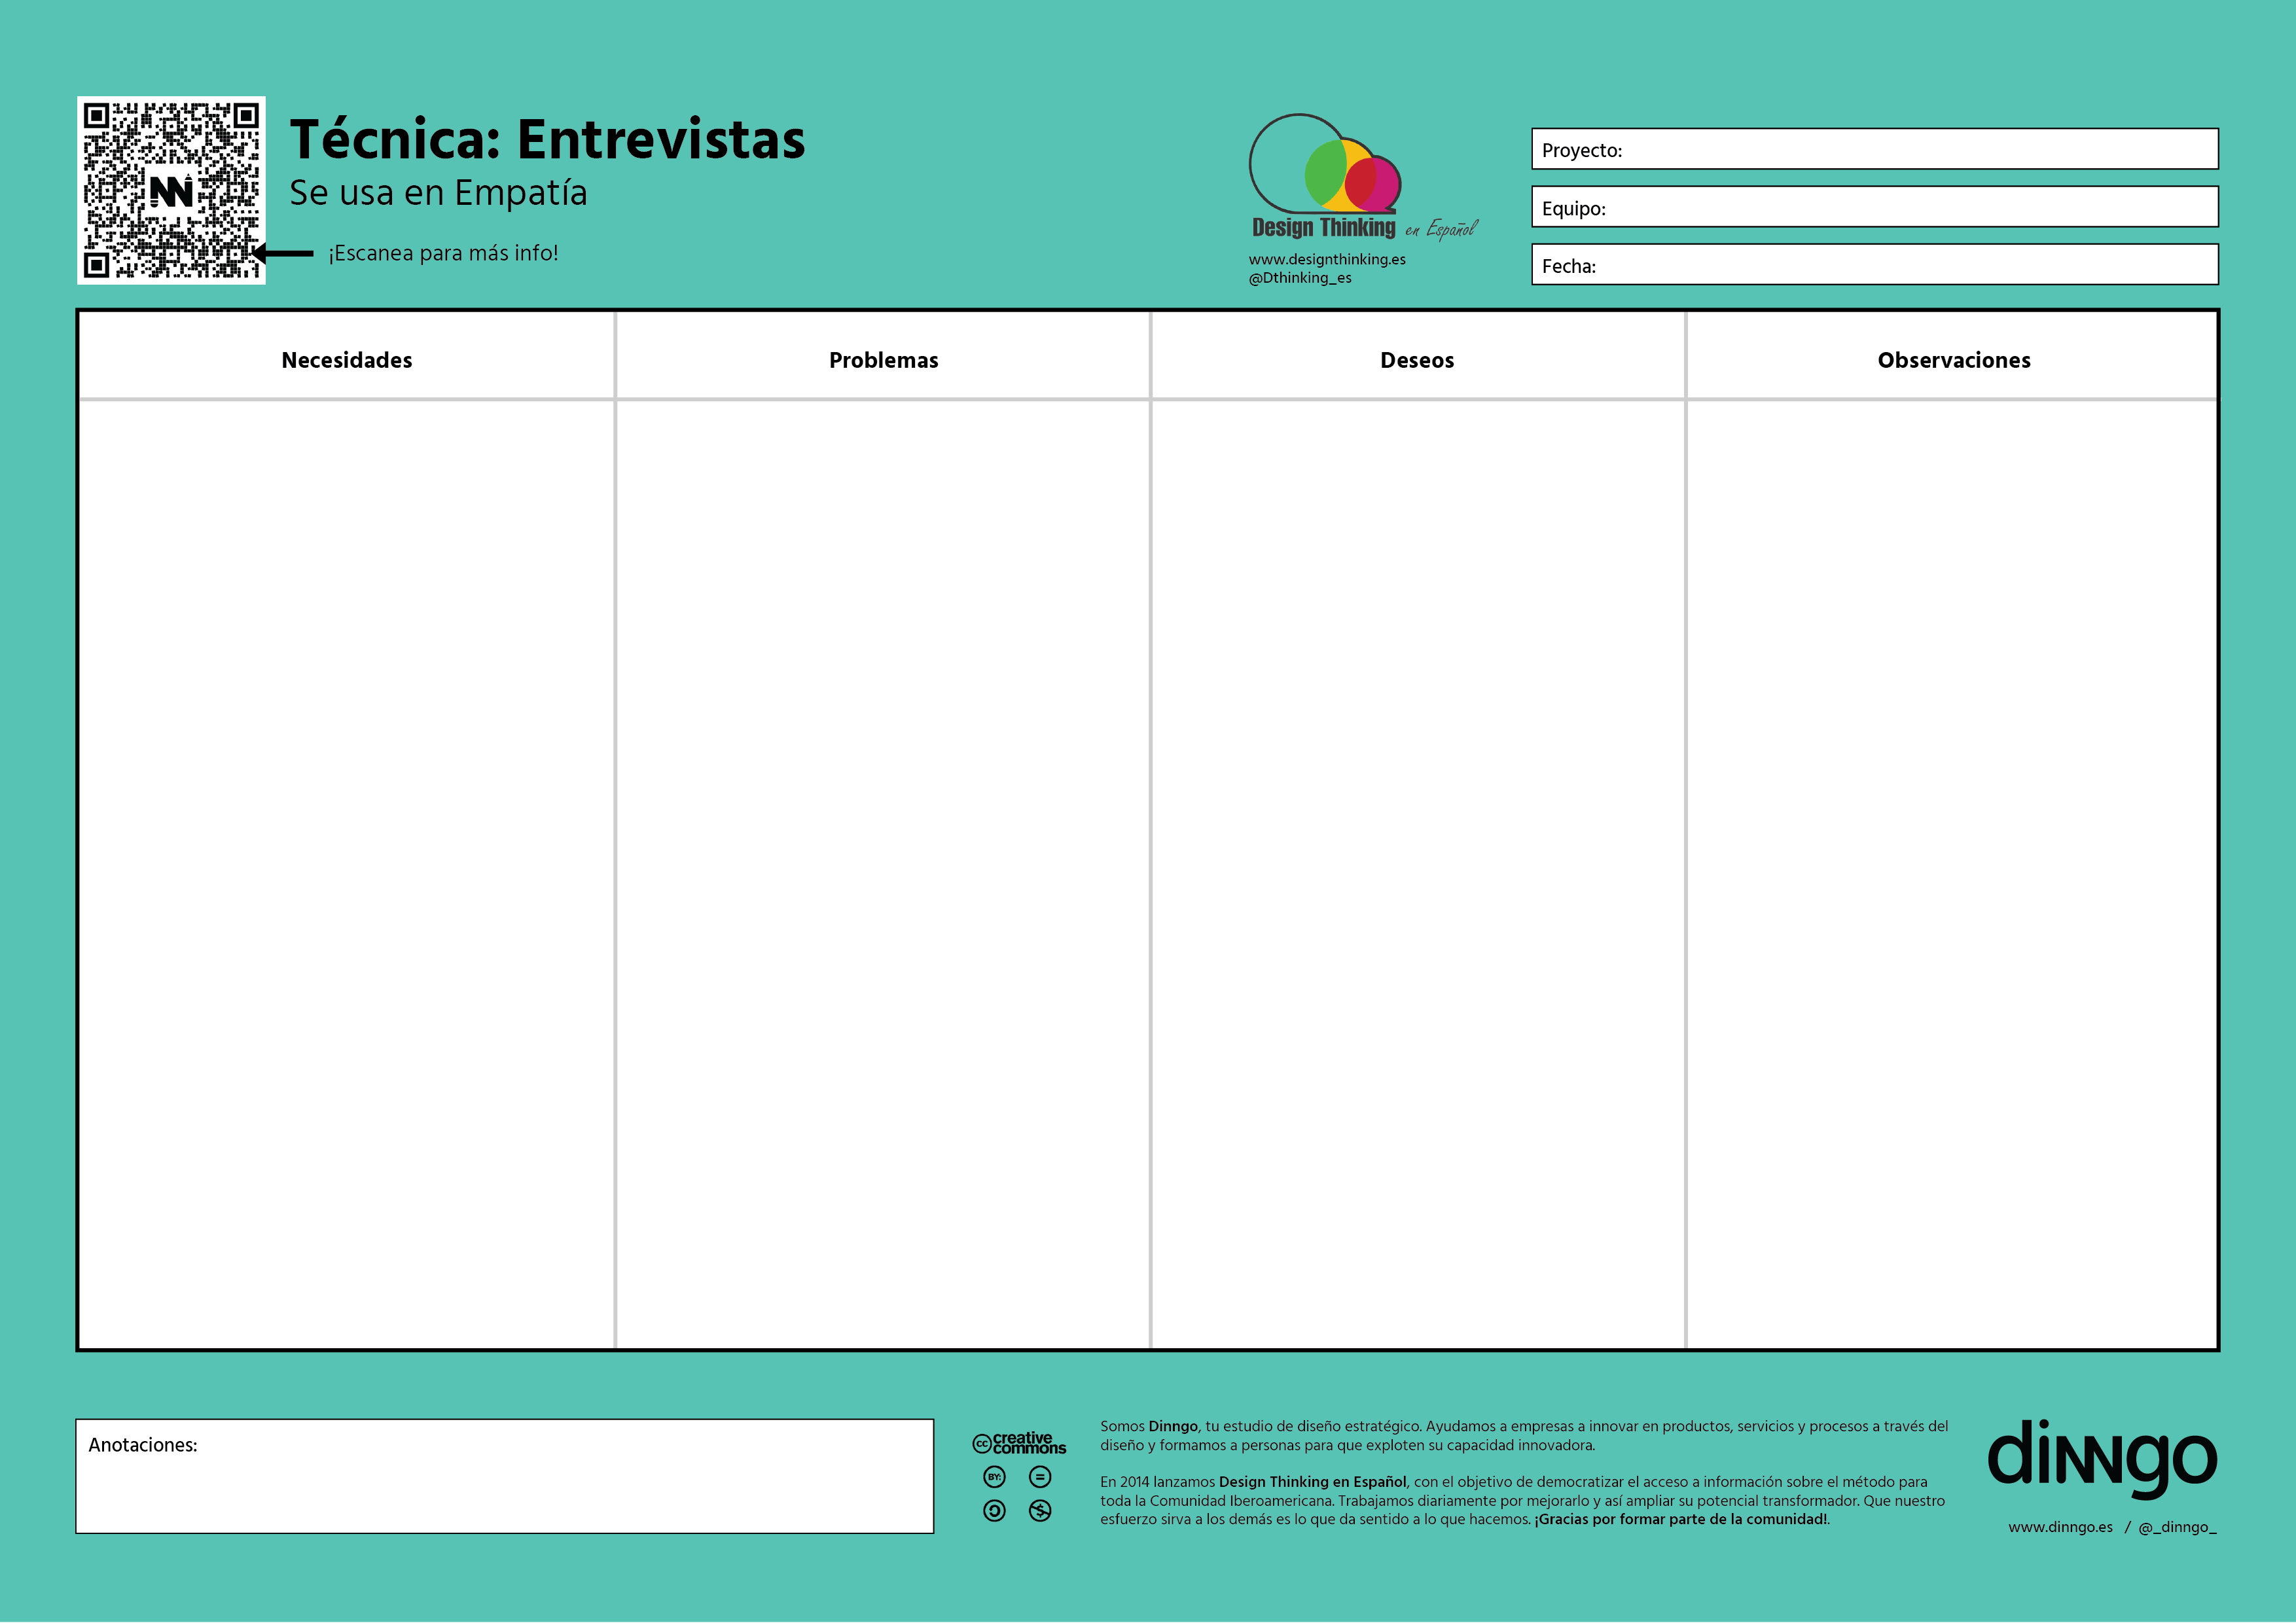 Técnica: Entrevistas
Se usa en Empatía
¡Escanea para más info!
Design Thinking en Español
www.designthinking.es
@Dthinking_es
Proyecto:
Equipo:
Fecha:
Necesidades
Problemas
Deseos
Observaciones
Anotaciones:
cc creative
commons
BY:
Somos Dinngo, tu estudio de diseño estratégico. Ayudamos a empresas a innovar en productos, servicios y procesos a través del
diseño y formamos a personas para que exploten su capacidad innovadora.
En 2014 lanzamos Design Thinking en Español, con el objetivo de democratizar el acceso a información sobre el método para
toda la Comunidad Iberoamericana. Trabajamos diariamente por mejorarlo y así ampliar su potencial transformador. Que nuestro
esfuerzo sirva a los demás es lo que da sentido a lo que hacemos. ¡Gracias por formar parte de la comunidad!.
dinngo
www.dinngo.es / @_dinngo_